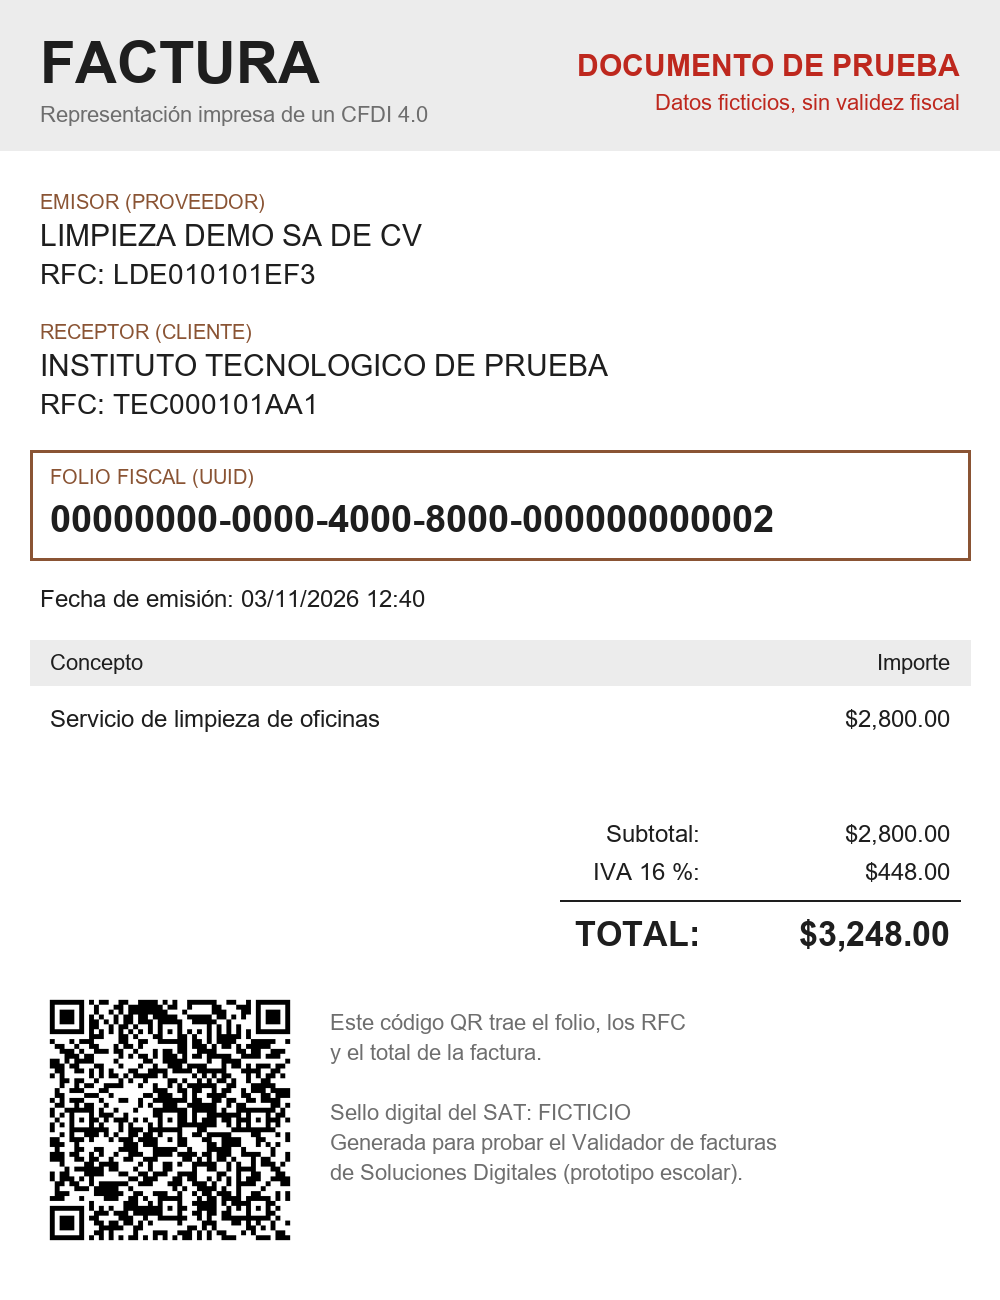 FACTURA
Representación impresa de un CFDI 4.0
DOCUMENTO DE PRUEBA
Datos ficticios, sin validez fiscal
EMISOR (PROVEEDOR)
LIMPIEZA DEMO SA DE CV
RFC: LDE010101EF3
RECEPTOR (CLIENTE)
INSTITUTO TECNOLOGICO DE PRUEBA
RFC: TEC000101AA1
FOLIO FISCAL (UUID)
00000000-0000-4000-8000-000000000002
Fecha de emisión: 03/11/2026 12:40
Concepto Importe
Servicio de limpieza de oficinas $2,800.00
Subtotal: $2,800.00
IVA 16 %: $448.00
TOTAL: $3,248.00
Este código QR trae el folio, los RFC
y el total de la factura.
Sello digital del SAT: FICTICIO
Generada para probar el Validador de facturas
de Soluciones Digitales (prototipo escolar).